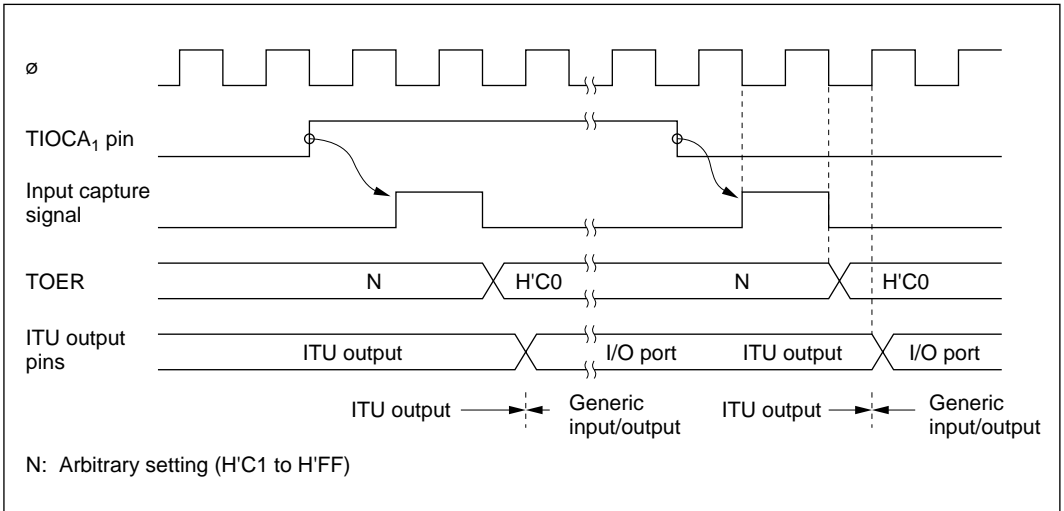 ø
TIOCA1 pin
Input capture
signal
TOER
N
H'C0
N
H'C0
ITU output
pins
ITU output
I/O port
ITU output
I/O port
ITU output
Generic
input/output
ITU output
Generic
input/output
N: Arbitrary setting (H'C1 to H'FF)